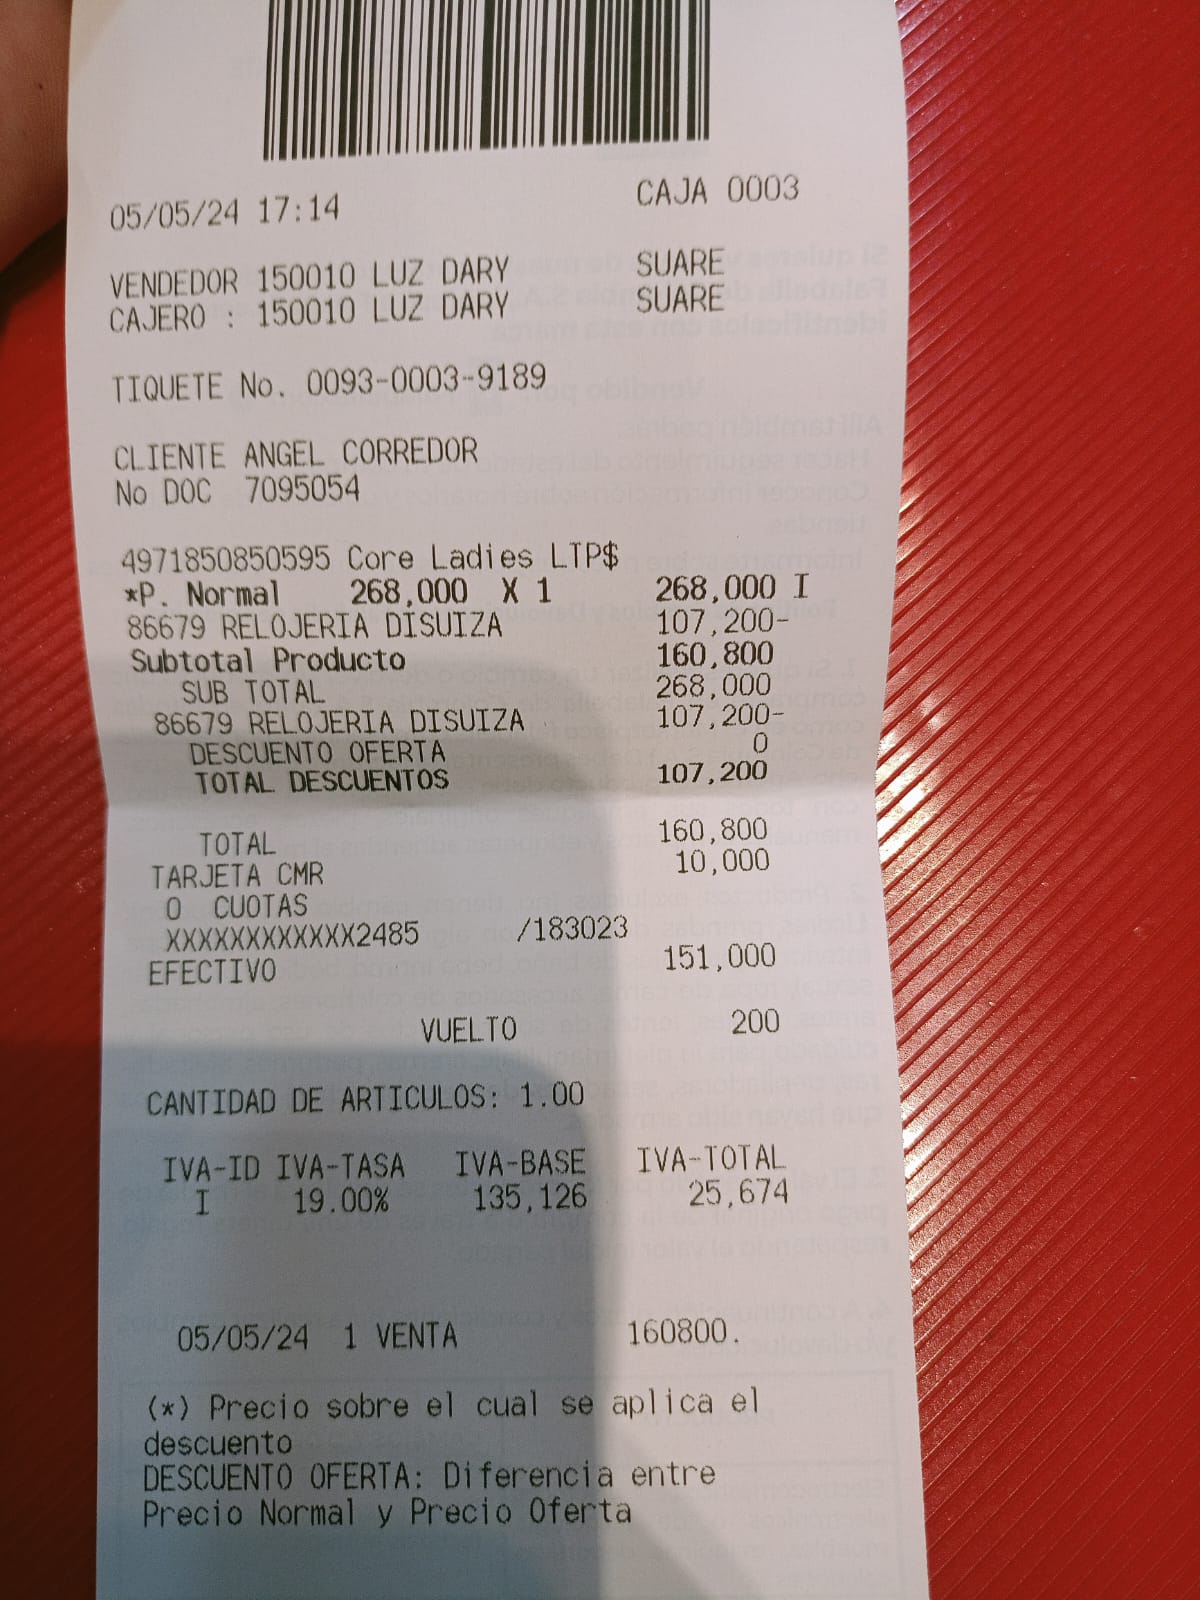 05/05/24 17:14 CAJA 0003
VENDEDOR 150010 LUZ DARY SUARE
CAJERO : 150010 LUZ DARY SUARE
TIQUETE No. 0093-0003-9189
CLIENTE ANGEL CORREDOR
No DOC 7095054
4971850850595 Core Ladies LTP$
*P. Normal 268,000 X 1 268,000 I
86679 RELOJERIA DISUIZA 107,200-
Subtotal Producto 160,800
SUB TOTAL 268,000
86679 RELOJERIA DISUIZA 107,200-
DESCUENTO OFERTA 0
TOTAL DESCUENTOS 107,200
TOTAL 160,800
TARJETA CMR 10,000
0 CUOTAS
XXXXXXXXXXXX2485 /183023
EFECTIVO 151,000
VUELTO 200
CANTIDAD DE ARTICULOS: 1.00
IVA-ID IVA-TASA IVA-BASE IVA-TOTAL
I 19.00% 135,126 25,674
05/05/24 1 VENTA 160800.
(*) Precio sobre el cual se aplica el
descuento
DESCUENTO OFERTA: Diferencia entre
Precio Normal y Precio Oferta